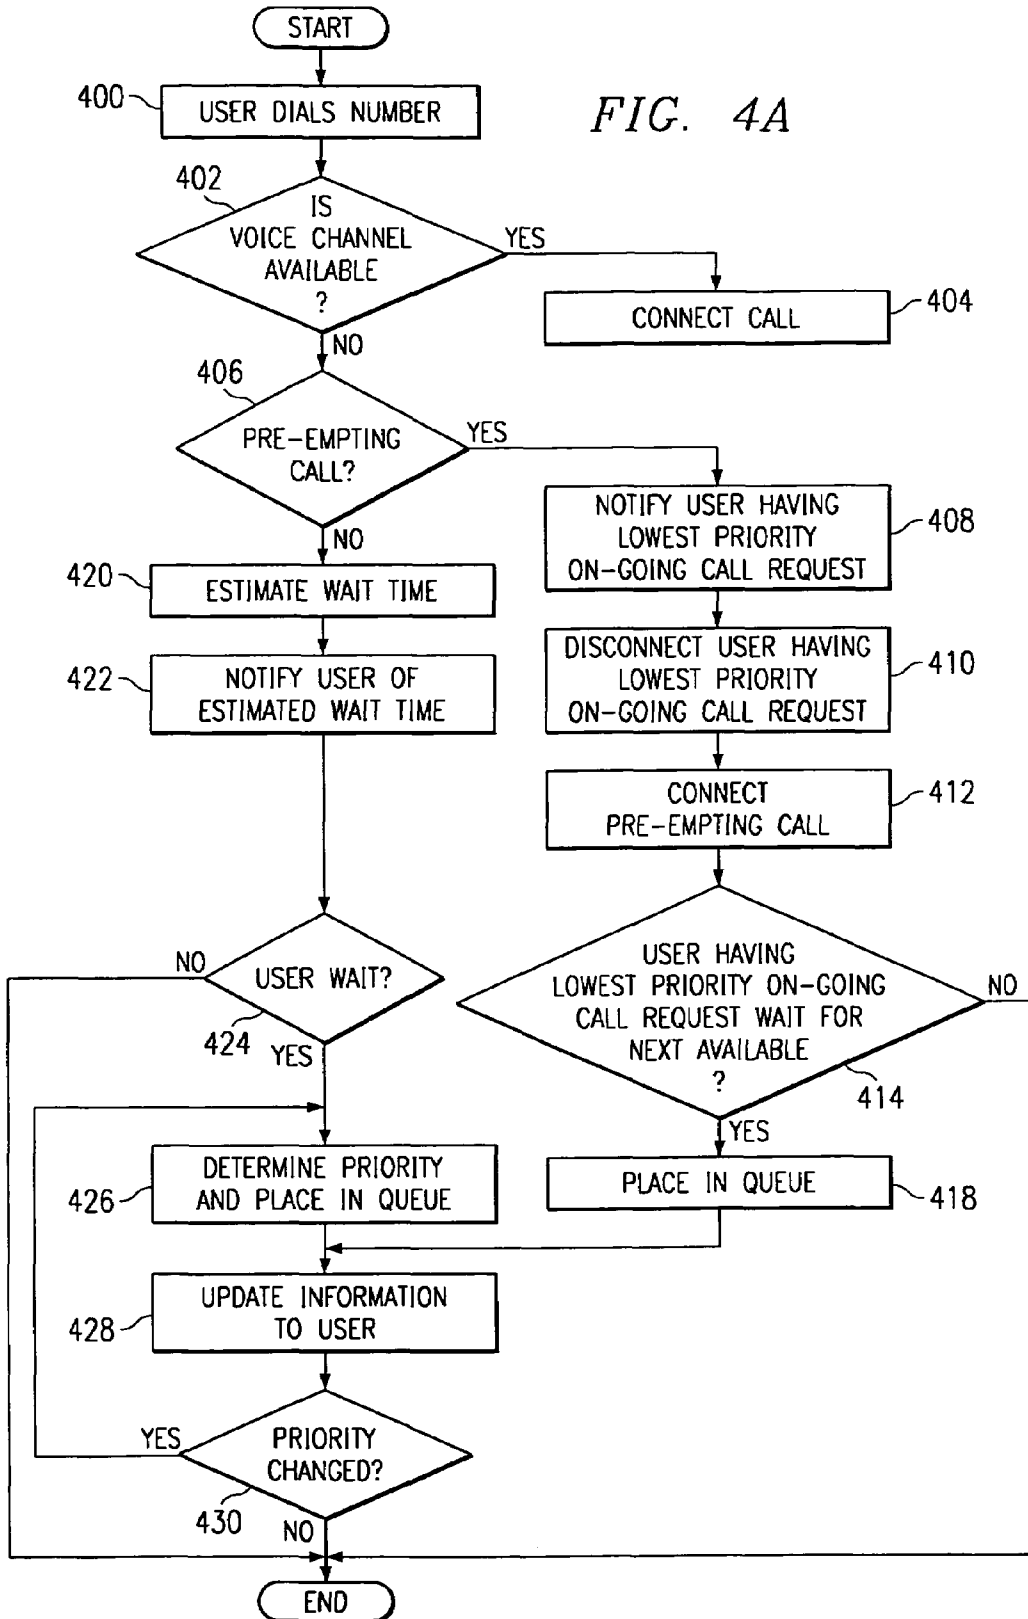 START
400
USER DIALS NUMBER
FIG. 4A
402
IS
VOICE CHANNEL
AVAILABLE
?
YES
CONNECT CALL
404
NO
406
PRE-EMPTING
CALL?
YES
NOTIFY USER HAVING
LOWEST PRIORITY
ON-GOING CALL REQUEST
408
NO
420
ESTIMATE WAIT TIME
DISCONNECT USER HAVING
LOWEST PRIORITY
ON-GOING CALL REQUEST
410
422
NOTIFY USER OF
ESTIMATED WAIT TIME
CONNECT
PRE-EMPTING CALL
412
NO
USER WAIT?
424
YES
USER HAVING
LOWEST PRIORITY ON-GOING
CALL REQUEST WAIT FOR
NEXT AVAILABLE
?
NO
414
YES
DETERMINE PRIORITY
AND PLACE IN QUEUE
426
PLACE IN QUEUE
418
UPDATE INFORMATION
TO USER
428
YES
PRIORITY
CHANGED?
430
NO
END